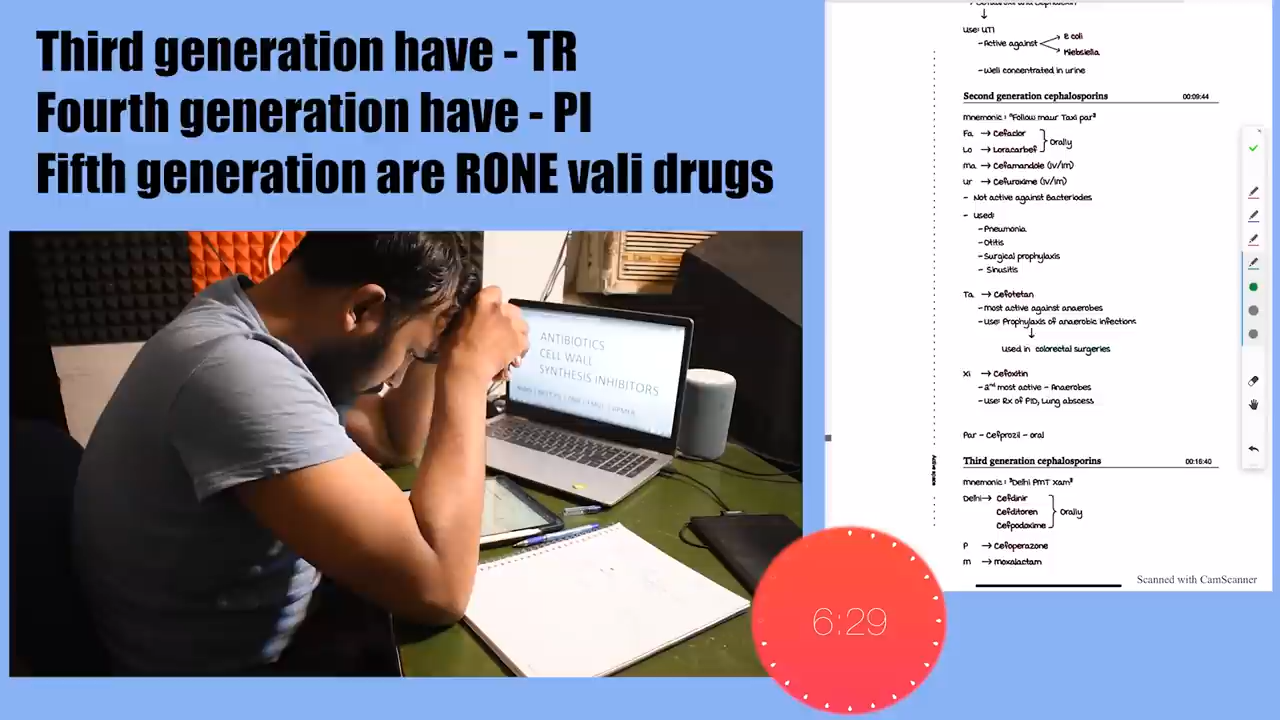 Third generation have - TR
Fourth generation have - PI
Fifth generation are RONE vali drugs
ANTIBIOTICS
CELL WALL
SYNTHESIS INHIBITORS
6:29
use: UTI
-Active against
E coli
Klebsiella
-Well concentrated in urine
Second generation cephalosporins 00:09:44
mnemonic : "Follow maur Taxi par"
Fa → Cefaclor
Lo → Loracarbef
Orally
Ma → Cefamandole (iv/im)
ur → Cefuroxime (iv/im)
- Not active against Bacteriodes
- used:
-Pneumonia
-Otitis
-Surgical prophylaxis
- Sinusitis
Ta → Cefotetan
-most active against anaerobes
-use: Prophylaxis of anaerobic infections
↓
used in colorectal surgeries
Xi → Cefoxitin
-2nd most active - Anaerobes
-use: Rx of PID, Lung abscess
Par - Cefprozil - oral
Third generation cephalosporins 00:16:40
mnemonic : "Delhi PMT Xam"
Delhi→ Cefdinir
Cefditoren
Cefpodoxime
Orally
P → Cefoperazone
m → moxalactam
Active space
Scanned with CamScanner